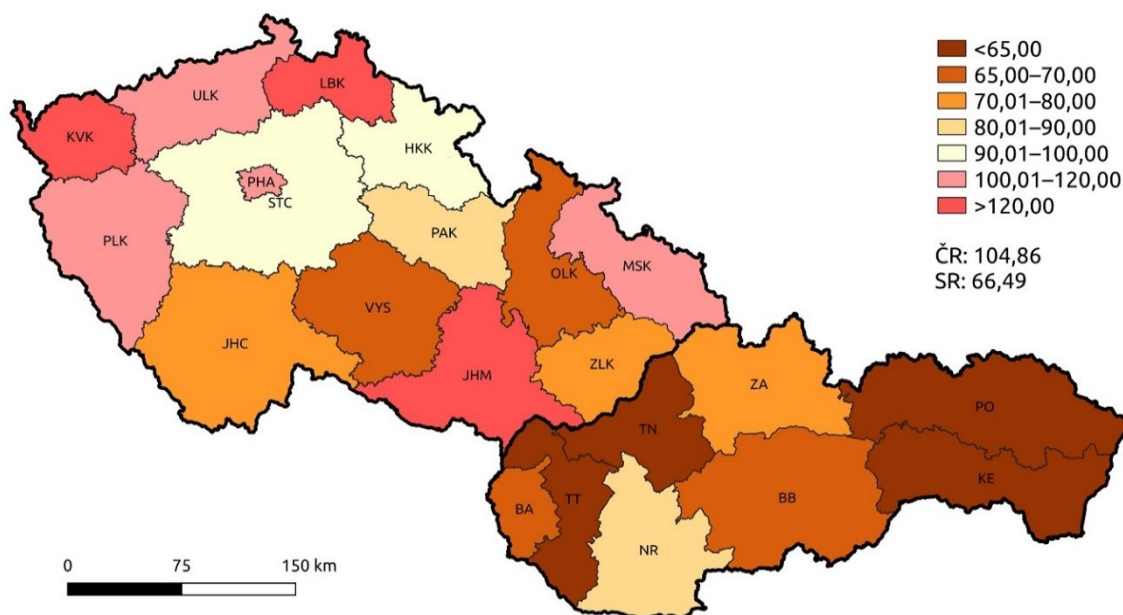 <65,00
65,00–70,00
70,01–80,00
80,01–90,00
90,01–100,00
100,01–120,00
>120,00
ČR: 104,86
SR: 66,49
LBK
ULK
KVK
HKK
PHA
STC
PLK
PAK
OLK
MSK
VYS
JHC
ZLK
JHM
ZA
PO
TN
KE
TT
BB
BA
NR
0 75 150 km